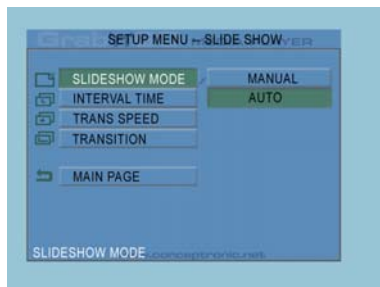 SETUP MENU -- SLIDE SHOW
SLIDESHOW MODE
MANUAL
INTERVAL TIME
AUTO
TRANS SPEED
TRANSITION
MAIN PAGE
SLIDESHOW MODE
conceptronic.net